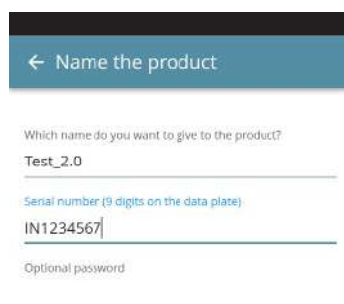 ← Name the product
Which name do you want to give to the product?
Test_2.0
Serial number (9 digits on the data plate)
IN1234567
Optional password